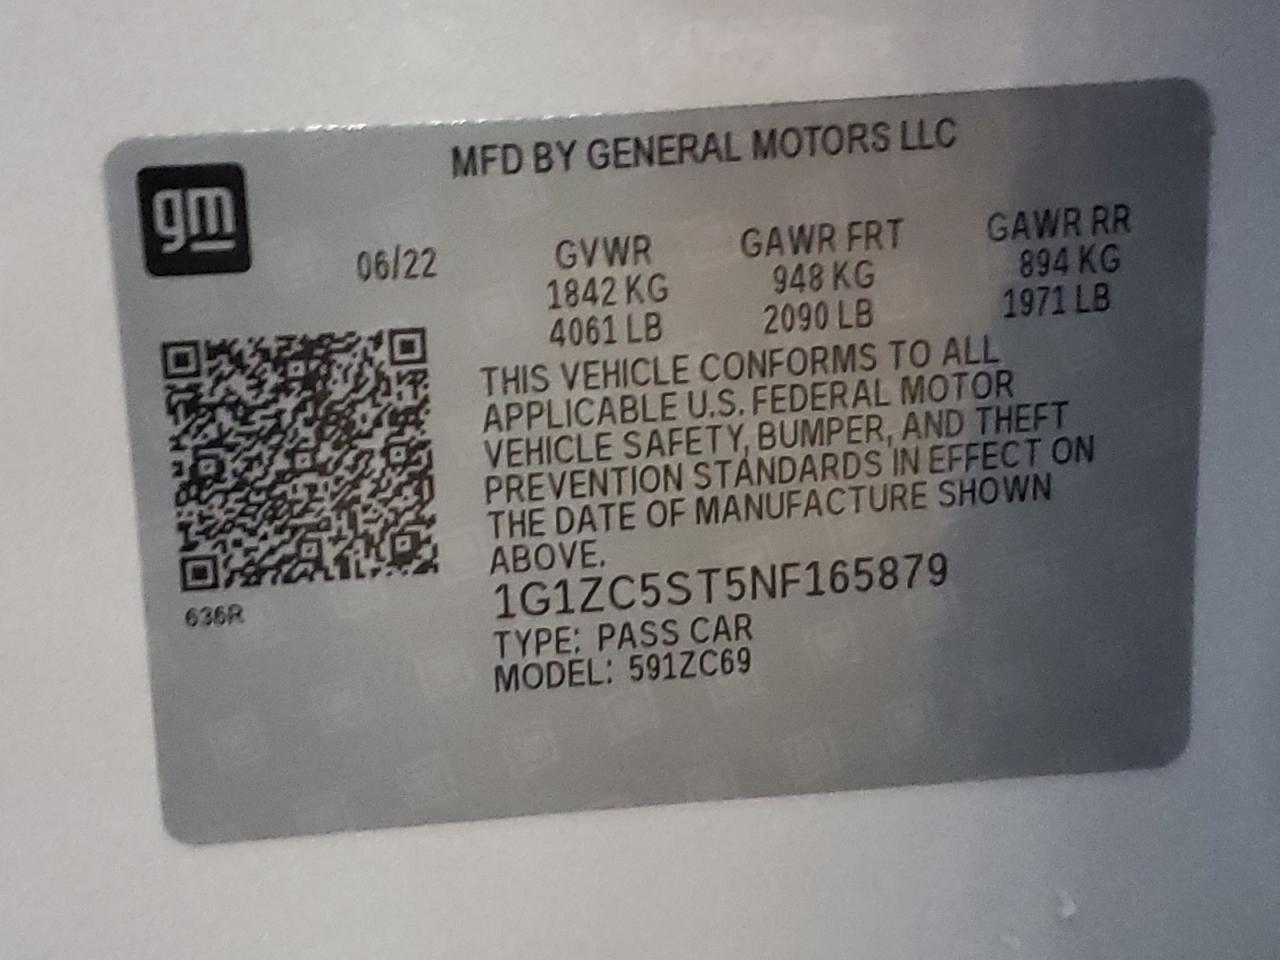 MFD BY GENERAL MOTORS LLC
gm
06/22
GVWR
1842 KG
4061 LB
GAWR FRT
948 KG
2090 LB
GAWR RR
894 KG
1971 LB
THIS VEHICLE CONFORMS TO ALL
APPLICABLE U.S. FEDERAL MOTOR
VEHICLE SAFETY, BUMPER, AND THEFT
PREVENTION STANDARDS IN EFFECT ON
THE DATE OF MANUFACTURE SHOWN
ABOVE.
1G1ZC5ST5NF165879
TYPE: PASS CAR
MODEL: 591ZC69
636R